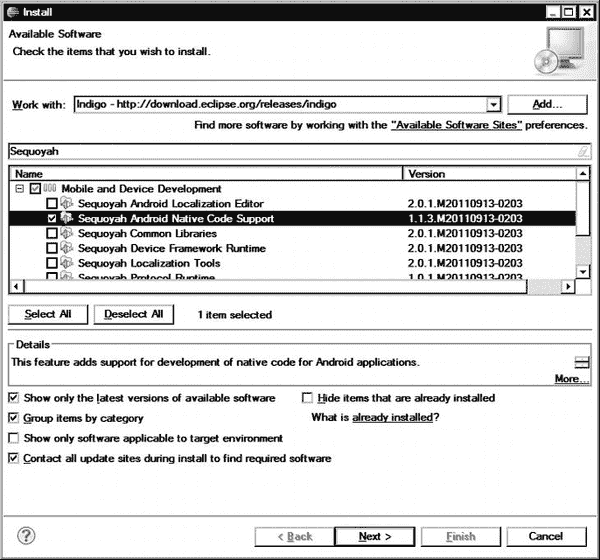 Install
Available Software
Check the items that you wish to install.
Work with: Indigo - http://download.eclipse.org/releases/indigo Add...
Find more software by working with the "Available Software Sites" preferences.
Sequoyah
Name Version
Mobile and Device Development
Sequoyah Android Localization Editor 2.0.1.M20110913-0203
Sequoyah Android Native Code Support 1.1.3.M20110913-0203
Sequoyah Common Libraries 2.0.1.M20110913-0203
Sequoyah Device Framework Runtime 2.0.1.M20110913-0203
Sequoyah Localization Tools 2.0.1.M20110913-0203
Sequoyah Protocol Runtime 1.0.1.M20110913-0203
Select All Deselect All 1 item selected
Details
This feature adds support for development of native code for Android applications.
More...
Show only the latest versions of available software Hide items that are already installed
Group items by category What is already installed?
Show only software applicable to target environment
Contact all update sites during install to find required software
? < Back Next > Finish Cancel